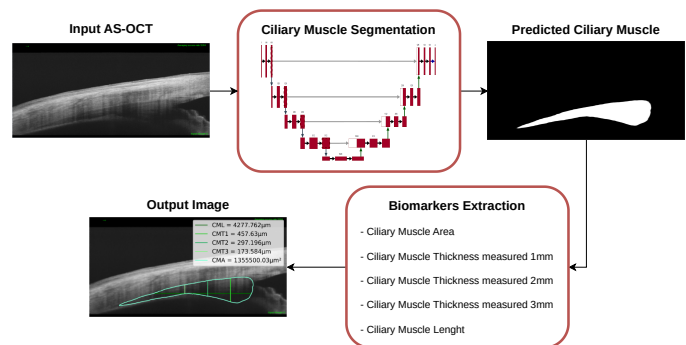 Input AS-OCT
Ciliary Muscle Segmentation
Predicted Ciliary Muscle
Output Image
CML = 4277.762μm
CMT1 = 457.63μm
CMT2 = 297.196μm
CMT3 = 173.584μm
CMA = 1355500.03μm²
Biomarkers Extraction
- Ciliary Muscle Area
- Ciliary Muscle Thickness measured 1mm
- Ciliary Muscle Thickness measured 2mm
- Ciliary Muscle Thickness measured 3mm
- Ciliary Muscle Lenght